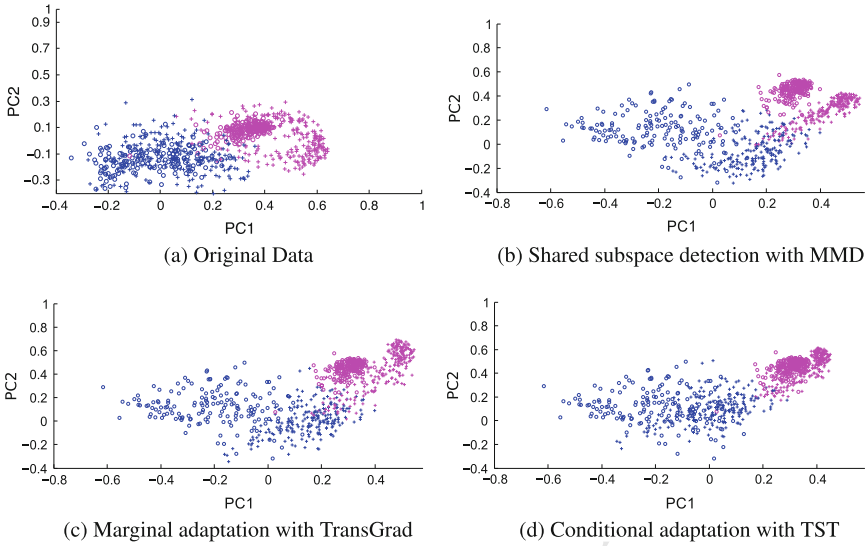 1
0.9
0.7
0.5
0.3
0.1
−0.1
−0.3
PC2
−0.4 −0.2 0 0.2 0.4 0.6 0.8 1
PC1
(a) Original Data
1
0.8
0.6
0.4
0.2
0
−0.2
−0.4
PC2
−0.8 −0.6 −0.4 −0.2 0 0.2 0.4
PC1
(b) Shared subspace detection with MMD
1
0.8
0.6
0.4
0.2
0
−0.2
−0.4
PC2
−0.8 −0.6 −0.4 −0.2 0 0.2 0.4
PC1
(c) Marginal adaptation with TransGrad
1
0.8
0.6
0.4
0.2
0
−0.2
−0.4
PC2
−0.8 −0.6 −0.4 −0.2 0 0.2 0.4
PC1
(d) Conditional adaptation with TST